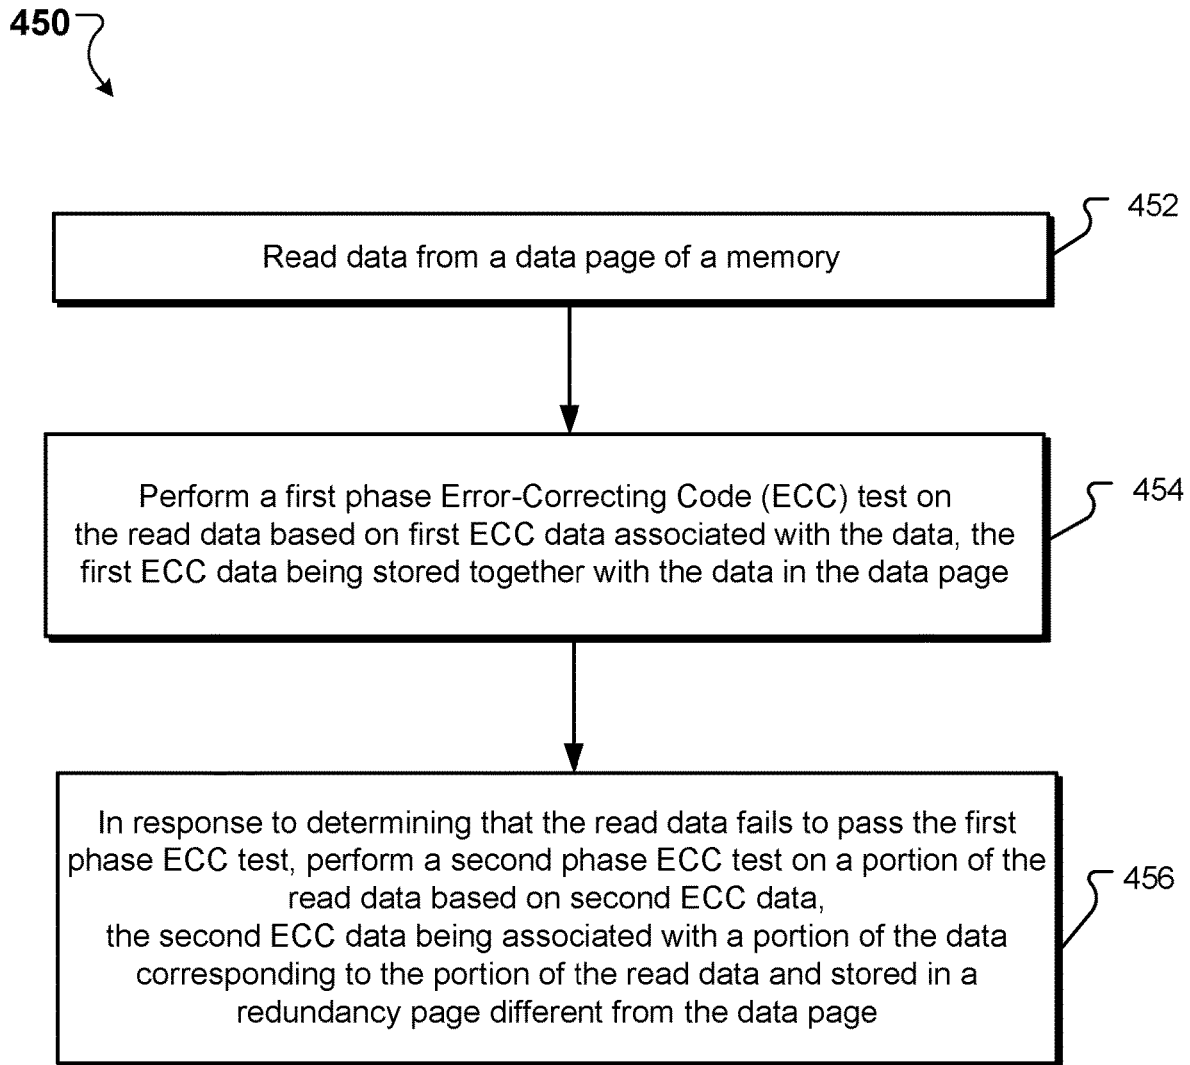 450
452
Read data from a data page of a memory
Perform a first phase Error-Correcting Code (ECC) test on
454
the read data based on first ECC data associated with the data, the
first ECC data being stored together with the data in the data page
In response to determining that the read data fails to pass the first
phase ECC test, perform a second phase ECC test on a portion of the
456
read data based on second ECC data,
the second ECC data being associated with a portion of the data
corresponding to the portion of the read data and stored in a
redundancy page different from the data page